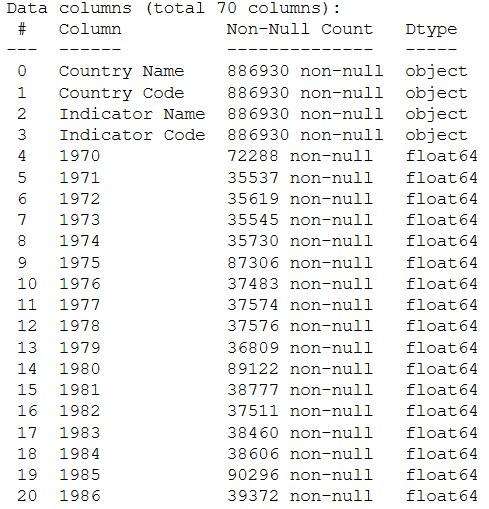 Data columns (total 70 columns):
 #   Column          Non-Null Count   Dtype
---  ------          --------------   -----
 0   Country Name    886930 non-null  object
 1   Country Code    886930 non-null  object
 2   Indicator Name  886930 non-null  object
 3   Indicator Code  886930 non-null  object
 4   1970            72288 non-null   float64
 5   1971            35537 non-null   float64
 6   1972            35619 non-null   float64
 7   1973            35545 non-null   float64
 8   1974            35730 non-null   float64
 9   1975            87306 non-null   float64
 10  1976            37483 non-null   float64
 11  1977            37574 non-null   float64
 12  1978            37576 non-null   float64
 13  1979            36809 non-null   float64
 14  1980            89122 non-null   float64
 15  1981            38777 non-null   float64
 16  1982            37511 non-null   float64
 17  1983            38460 non-null   float64
 18  1984            38606 non-null   float64
 19  1985            90296 non-null   float64
 20  1986            39372 non-null   float64